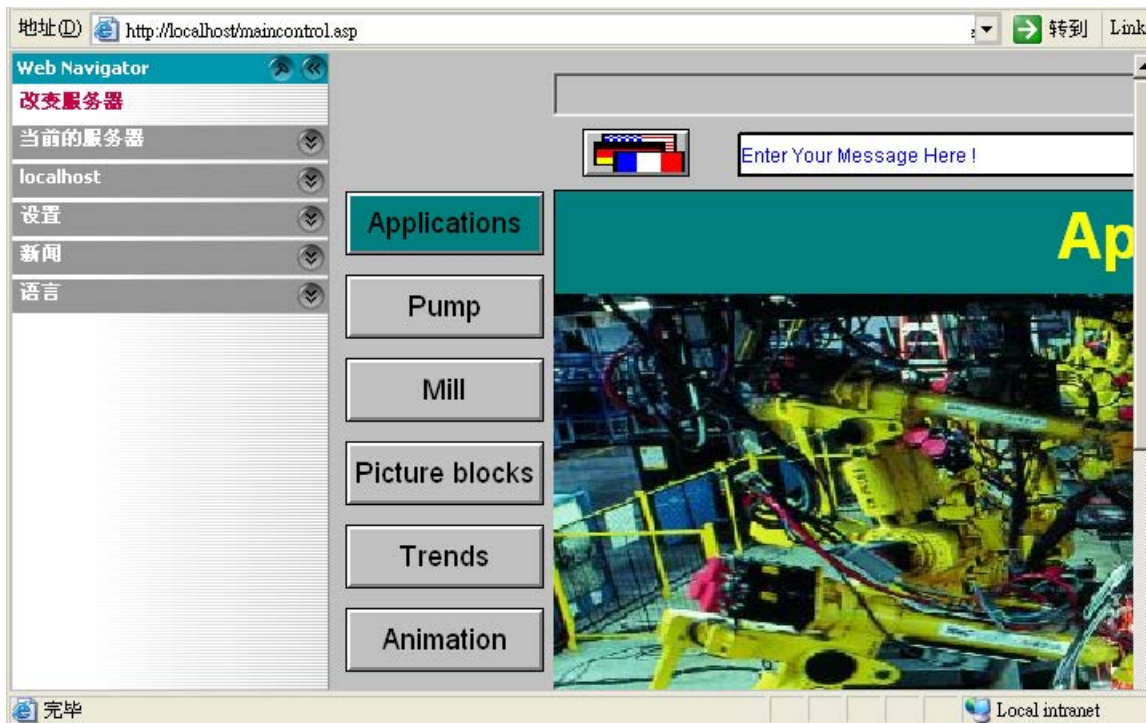 地址(D) http://localhost/maincontrol.asp 转到 Link
Web Navigator
改变服务器
当前的服务器
localhost
设置
新闻
语言
Enter Your Message Here !
Ap
Applications
Pump
Mill
Picture blocks
Trends
Animation
完毕 Local intranet